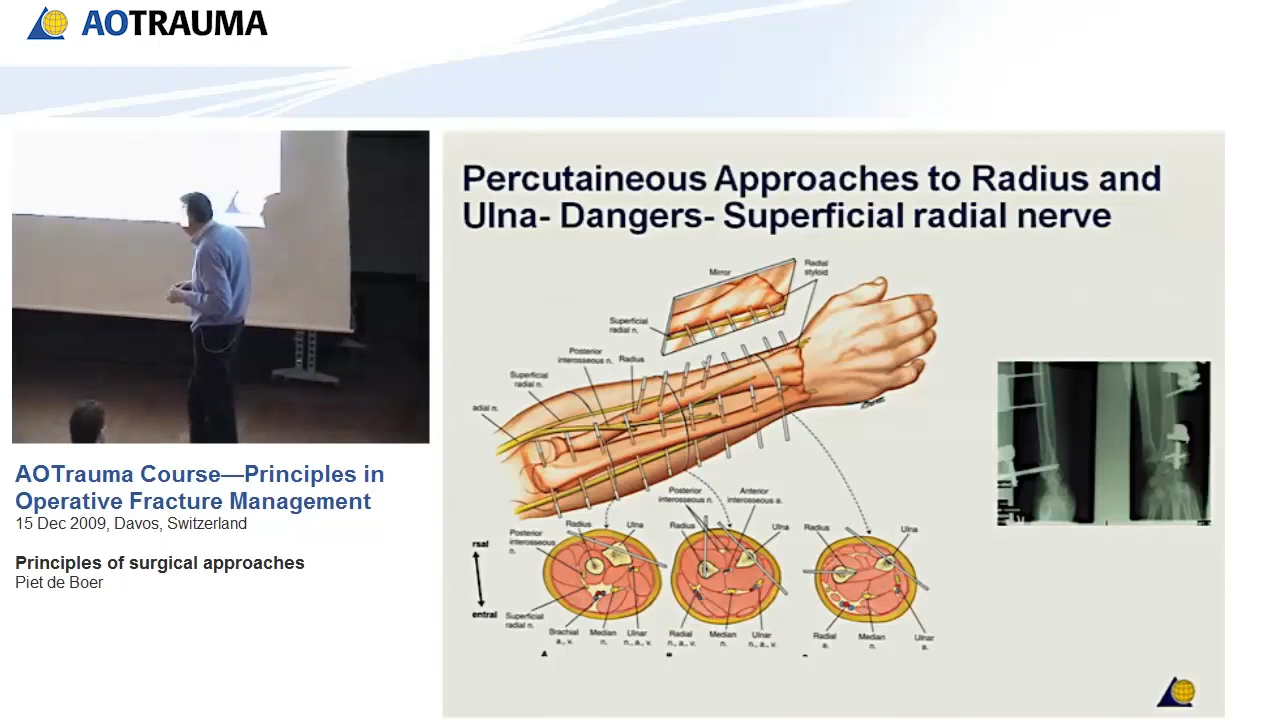 AOTRAUMA
AOTrauma Course—Principles in
Operative Fracture Management
15 Dec 2009, Davos, Switzerland
Principles of surgical approaches
Piet de Boer
Percutaineous Approaches to Radius and
Ulna- Dangers- Superficial radial nerve
Mirror
Radial
styloid
Superficial
radial n.
Posterior
interosseous n.
Radius
Superficial
radial n.
adial n.
Posterior
interosseous n.
Anterior
interosseous a.
Radius
Ulna
Radius
Ulna
Radius
Ulna
Posterior
interosseous
n.
rsal
entral
Superficial
radial n.
Brachial
a., v.
Median
n.
Ulnar
n., a., v.
Radial
n., a., v.
Median
n.
Ulnar
n., a., v.
Radial
a.
Median
n.
Ulnar
a.